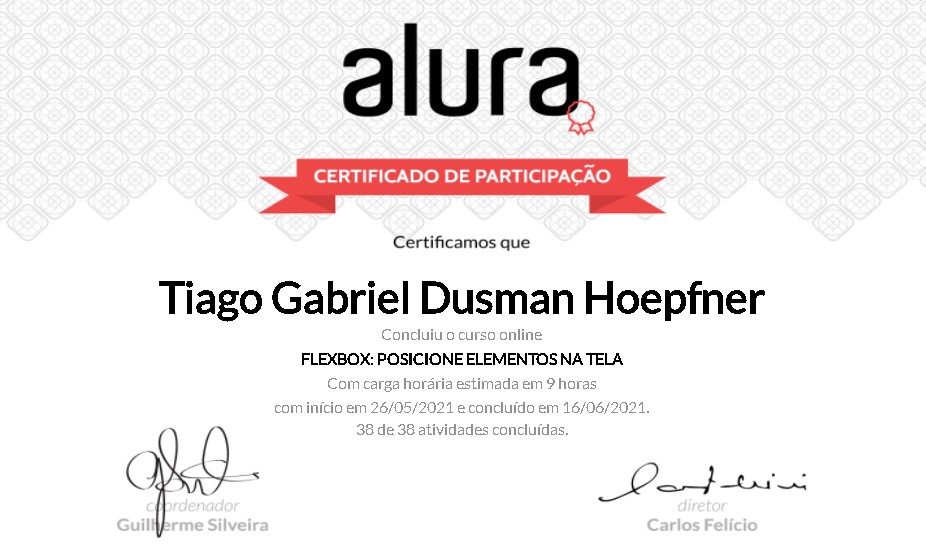 alura
CERTIFICADO DE PARTICIPAÇÃO
Certificamos que
Tiago Gabriel Dusman Hoepfner
Concluiu o curso online
FLEXBOX: POSICIONE ELEMENTOS NA TELA
Com carga horária estimada em 9 horas
com início em 26/05/2021 e concluído em 16/06/2021.
38 de 38 atividades concluídas.
coordenador
Guilherme Silveira
diretor
Carlos Felício